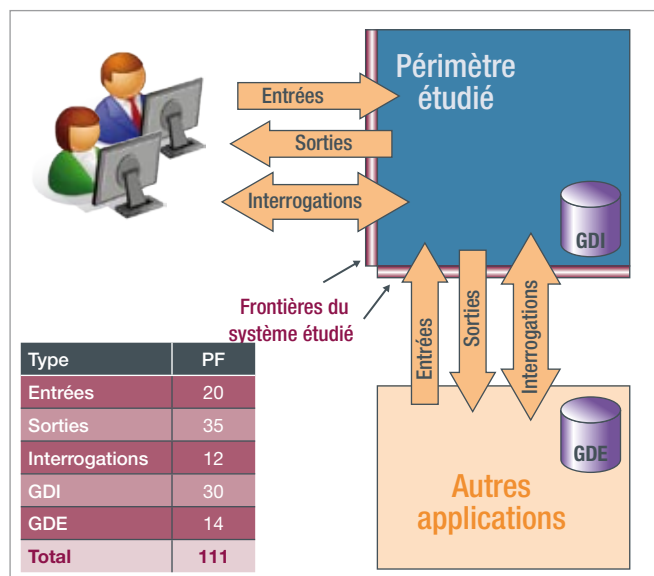 Périmètre
étudié
Entrées
Sorties
Interrogations
GDI
Frontières du
système étudié
Entrées
Sorties
Interrogations
GDE
Autres
applications
Type PF
Entrées 20
Sorties 35
Interrogations 12
GDI 30
GDE 14
Total 111